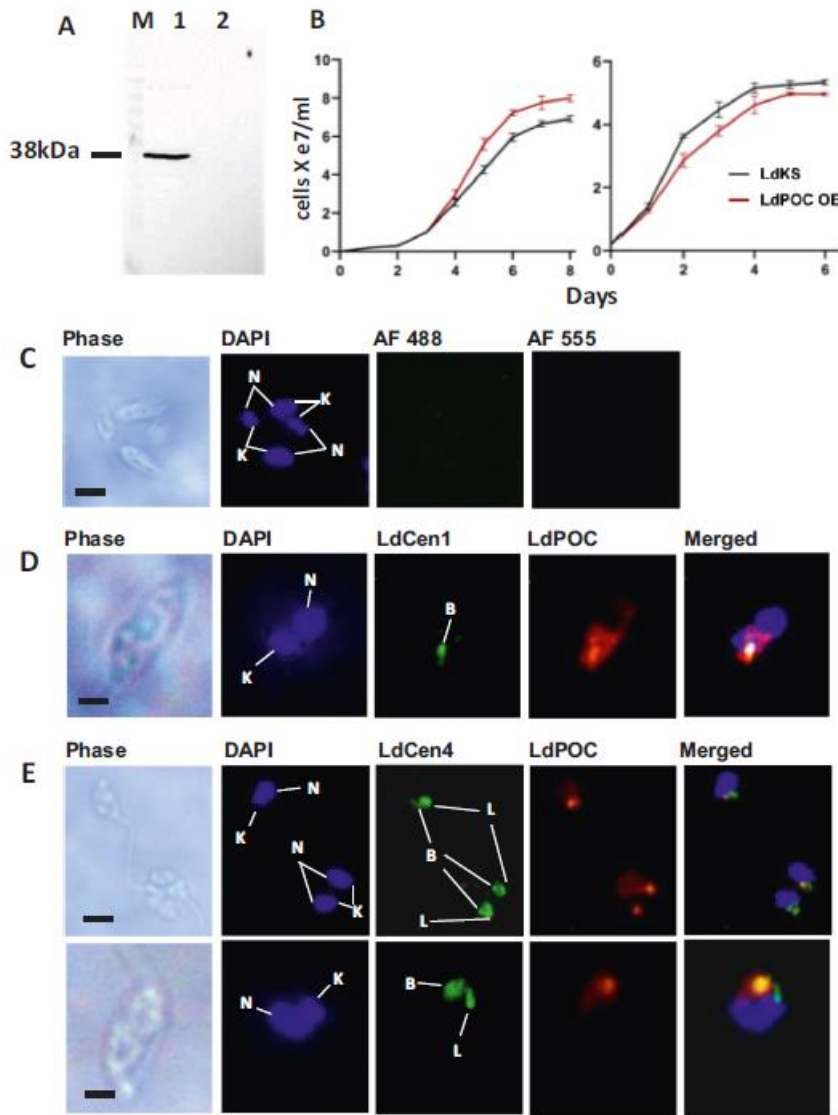 A
M 1 2
38kDa
B
cells X e7/ml
10
8
6
4
2
0
0 2 4 6 8
6
4
2
0
0 2 4 6
LdKS
LdPOC OE
Days
C
Phase DAPI AF 488 AF 555
N
K
K
N
D
Phase DAPI LdCen1 LdPOC Merged
N
K
B
E
Phase DAPI LdCen4 LdPOC Merged
N
K
N
K
L
B
L
N
K
B
L